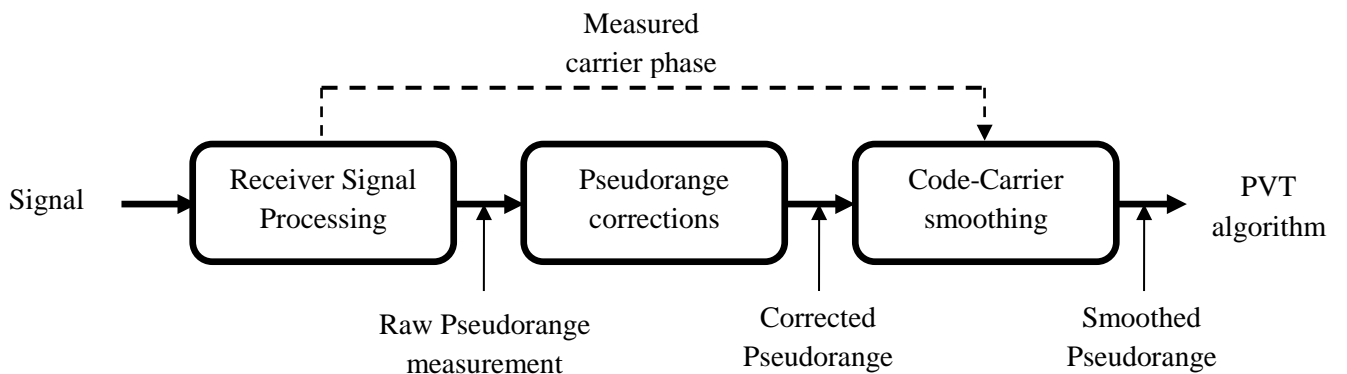 Measured
carrier phase
Signal
Receiver Signal
Processing
Pseudorange
corrections
Code-Carrier
smoothing
PVT
algorithm
Raw Pseudorange
measurement
Corrected
Pseudorange
Smoothed
Pseudorange